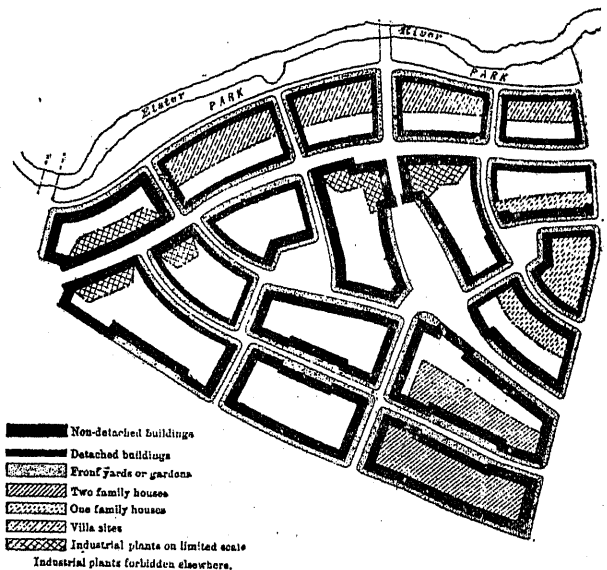 Elster
River
PARK
PARK
Non-detached buildings
Detached buildings
Front yards or gardens
Two family houses
One family houses
Villa sites
Industrial plants on limited scale
Industrial plants forbidden elsewhere.